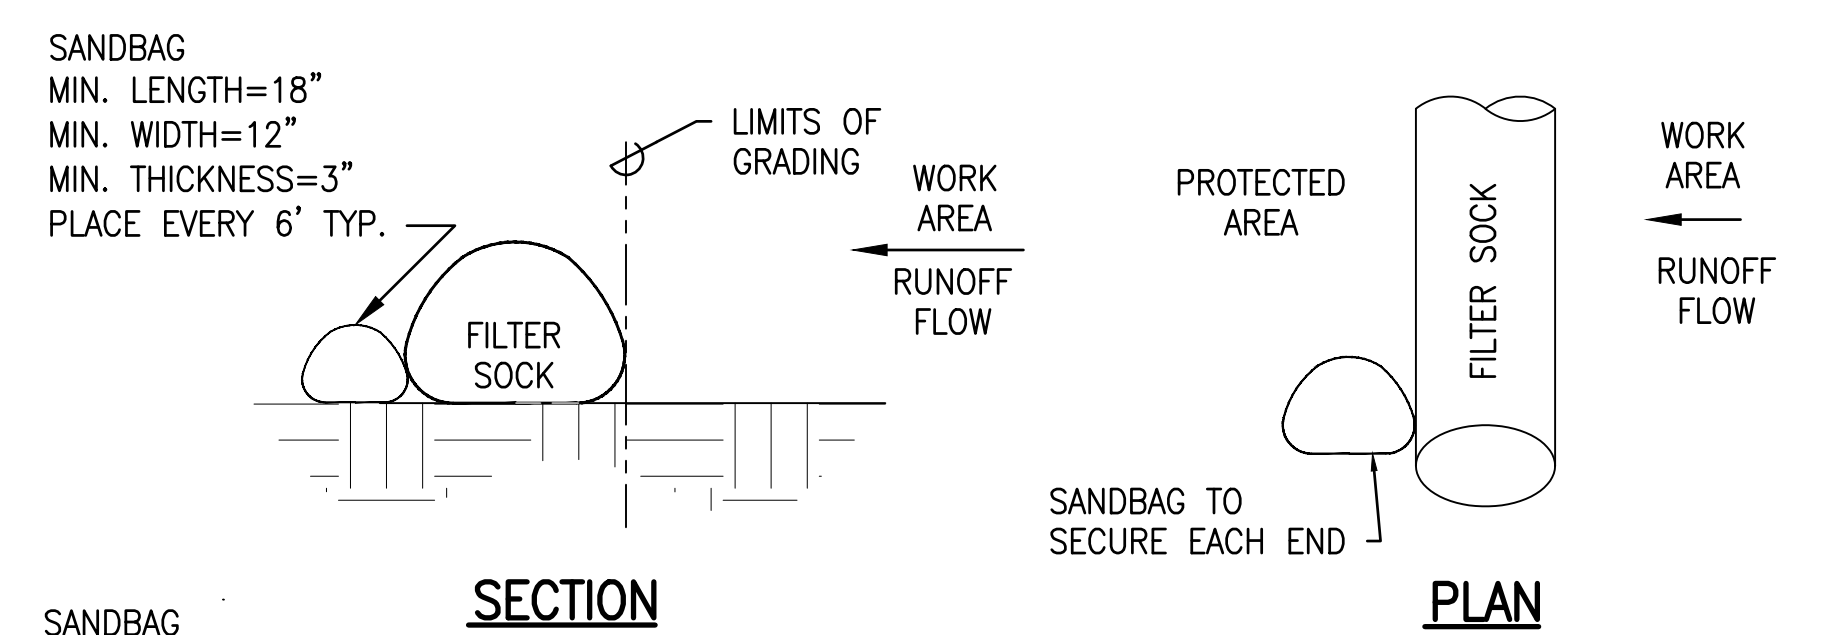 SANDBAG
MIN. LENGTH=18"
MIN. WIDTH=12"
MIN. THICKNESS=3"
PLACE EVERY 6' TYP.
LIMITS OF
GRADING
WORK
AREA
RUNOFF
FLOW
FILTER
SOCK
SECTION
PROTECTED
AREA
FILTER SOCK
WORK
AREA
RUNOFF
FLOW
SANDBAG TO
SECURE EACH END
PLAN
SANDBAG